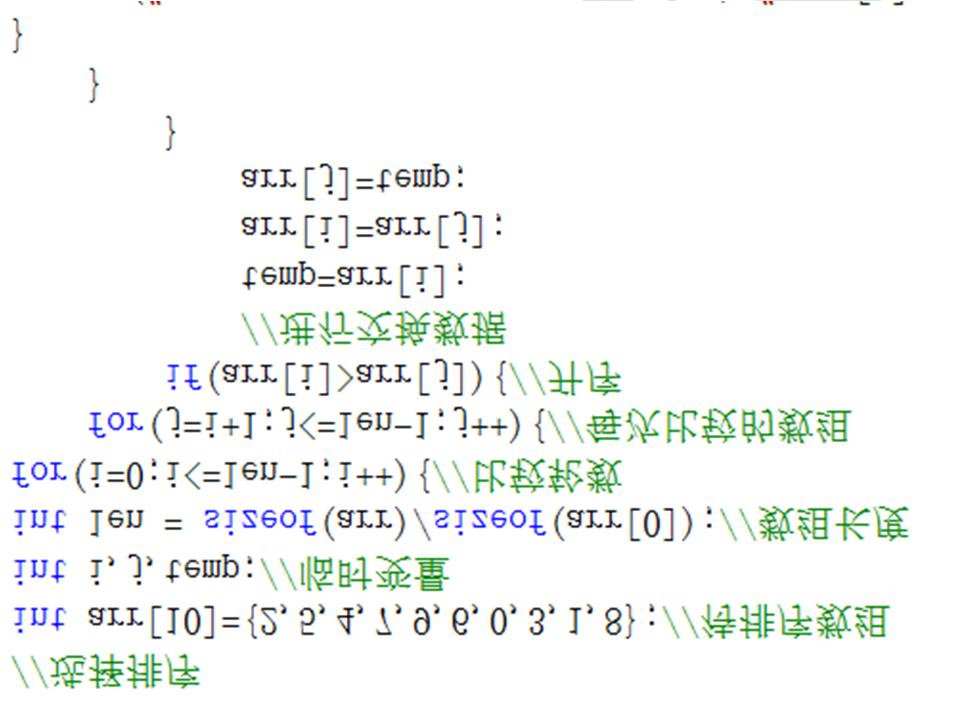 //选择排序
int arr[10]={2,5,4,7,9,6,0,3,1,8};//待排序数组
int i,j,temp;//临时变量
int len = sizeof(arr)/sizeof(arr[0]);//数组长度
for(i=0;i<=len-1;i++){//比较轮数
for(j=i+1;j<=len-1;j++){//每次比较的数组
if(arr[i]>arr[j]){//升序
//进行交换数据
temp=arr[i];
arr[i]=arr[j];
arr[j]=temp;
}
}
}